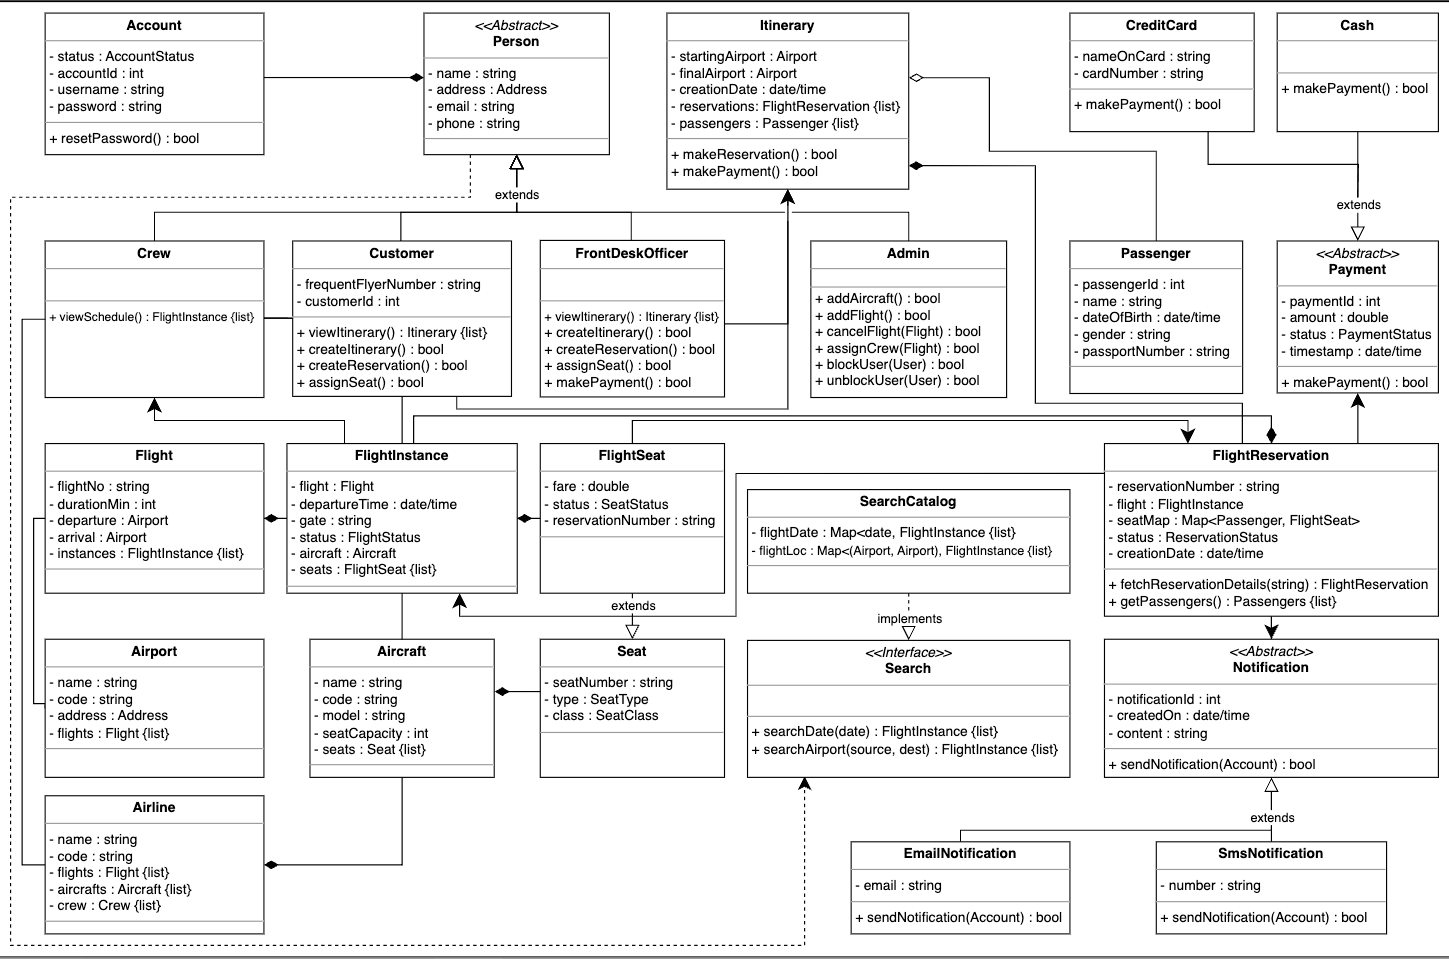 Account
- status : AccountStatus
- accountId : int
- username : string
- password : string
+ resetPassword() : bool
<<Abstract>>
Person
- name : string
- address : Address
- email : string
- phone : string
Itinerary
- startingAirport : Airport
- finalAirport : Airport
- creationDate : date/time
- reservations: FlightReservation {list}
- passengers : Passenger {list}
+ makeReservation() : bool
+ makePayment() : bool
CreditCard
- nameOnCard : string
- cardNumber : string
+ makePayment() : bool
Cash
+ makePayment() : bool
extends
extends
Crew
+ viewSchedule() : FlightInstance {list}
Customer
- frequentFlyerNumber : string
- customerId : int
+ viewItinerary() : Itinerary {list}
+ createItinerary() : bool
+ createReservation() : bool
+ assignSeat() : bool
FrontDeskOfficer
+ viewItinerary() : Itinerary {list}
+ createItinerary() : bool
+ createReservation() : bool
+ assignSeat() : bool
+ makePayment() : bool
Admin
+ addAircraft() : bool
+ addFlight() : bool
+ cancelFlight(Flight) : bool
+ assignCrew(Flight) : bool
+ blockUser(User) : bool
+ unblockUser(User) : bool
Passenger
- passengerId : int
- name : string
- dateOfBirth : date/time
- gender : string
- passportNumber : string
<<Abstract>>
Payment
- paymentId : int
- amount : double
- status : PaymentStatus
- timestamp : date/time
+ makePayment() : bool
Flight
- flightNo : string
- durationMin : int
- departure : Airport
- arrival : Airport
- instances : FlightInstance {list}
FlightInstance
- flight : Flight
- departureTime : date/time
- gate : string
- status : FlightStatus
- aircraft : Aircraft
- seats : FlightSeat {list}
FlightSeat
- fare : double
- status : SeatStatus
- reservationNumber : string
SearchCatalog
- flightDate : Map<date, FlightInstance {list}
- flightLoc : Map<(Airport, Airport), FlightInstance {list}
FlightReservation
- reservationNumber : string
- flight : FlightInstance
- seatMap : Map<Passenger, FlightSeat>
- status : ReservationStatus
- creationDate : date/time
+ fetchReservationDetails(string) : FlightReservation
+ getPassengers() : Passengers {list}
extends
implements
Airport
- name : string
- code : string
- address : Address
- flights : Flight {list}
Aircraft
- name : string
- code : string
- model : string
- seatCapacity : int
- seats : Seat {list}
Seat
- seatNumber : string
- type : SeatType
- class : SeatClass
<<Interface>>
Search
+ searchDate(date) : FlightInstance {list}
+ searchAirport(source, dest) : FlightInstance {list}
<<Abstract>>
Notification
- notificationId : int
- createdOn : date/time
- content : string
+ sendNotification(Account) : bool
Airline
- name : string
- code : string
- flights : Flight {list}
- aircrafts : Aircraft {list}
- crew : Crew {list}
extends
EmailNotification
- email : string
+ sendNotification(Account) : bool
SmsNotification
- number : string
+ sendNotification(Account) : bool